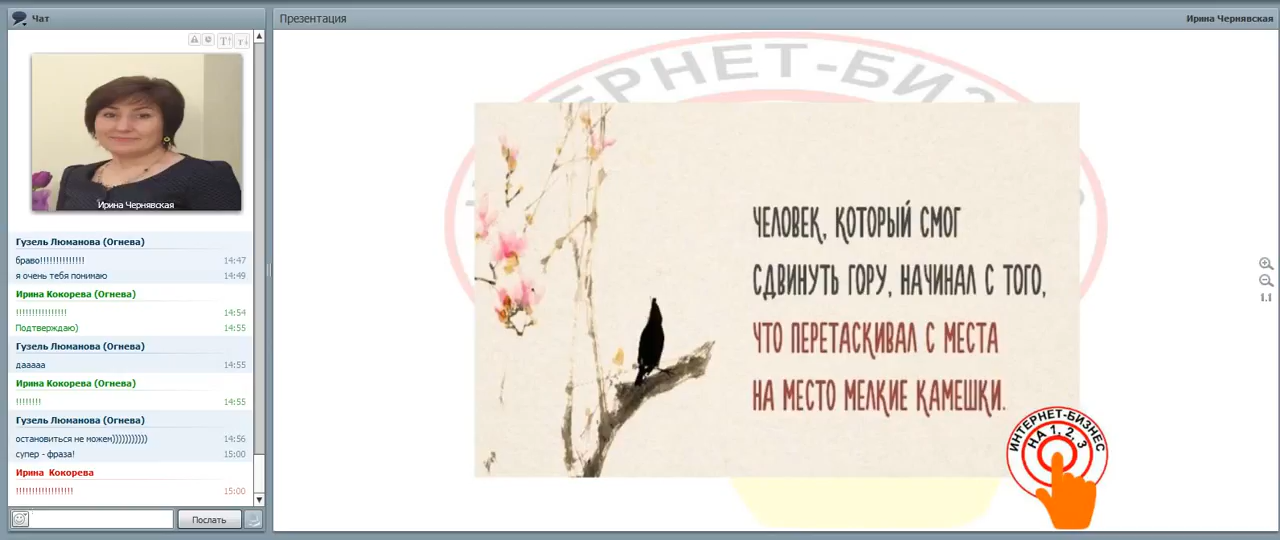 Чат
Ирина Чернявская
Гузель Люманова (Огнева)
браво!!!!!!!!!!!!!! 14:47
я очень тебя понимаю 14:49
Ирина Кокорева (Огнева)
!!!!!!!!!!!!!!!! 14:54
Подтверждаю) 14:55
Гузель Люманова (Огнева)
дааааа 14:55
Ирина Кокорева (Огнева)
!!!!!!!! 14:55
Гузель Люманова (Огнева)
остановиться не можем))))))))))) 14:56
супер - фраза! 15:00
Ирина Кокорева
!!!!!!!!!!!!!!!!!! 15:00
Послать
Презентация
Ирина Чернявская
ЧЕЛОВЕК, КОТОРЫЙ СМОГ
СДВИНУТЬ ГОРУ, НАЧИНАЛ С ТОГО,
ЧТО ПЕРЕТАСКИВАЛ С МЕСТА
НА МЕСТО МЕЛКИЕ КАМЕШКИ.
ИНТЕРНЕТ-БИЗНЕС
НА 1, 2, 3
1.1